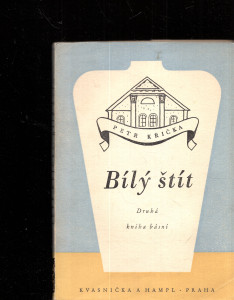 PETR KŘIČKA
Bílý štít
Druhá
kniha básní
KVASNIČKA A HAMPL - PRAHA